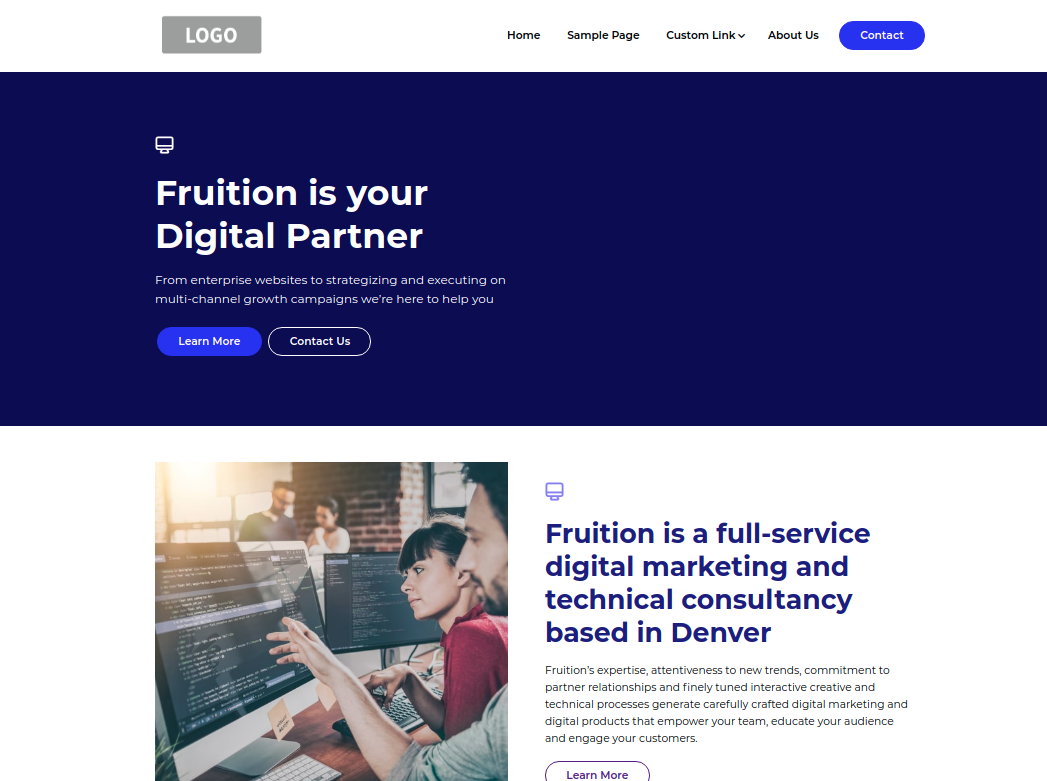 LOGO
Home
Sample Page
Custom Link
About Us
Contact
Fruition is your
Digital Partner
From enterprise websites to strategizing and executing on
multi-channel growth campaigns we're here to help you
Learn More
Contact Us
Fruition is a full-service
digital marketing and
technical consultancy
based in Denver
Fruition's expertise, attentiveness to new trends, commitment to
partner relationships and finely tuned interactive creative and
technical processes generate carefully crafted digital marketing and
digital products that empower your team, educate your audience
and engage your customers.
Learn More